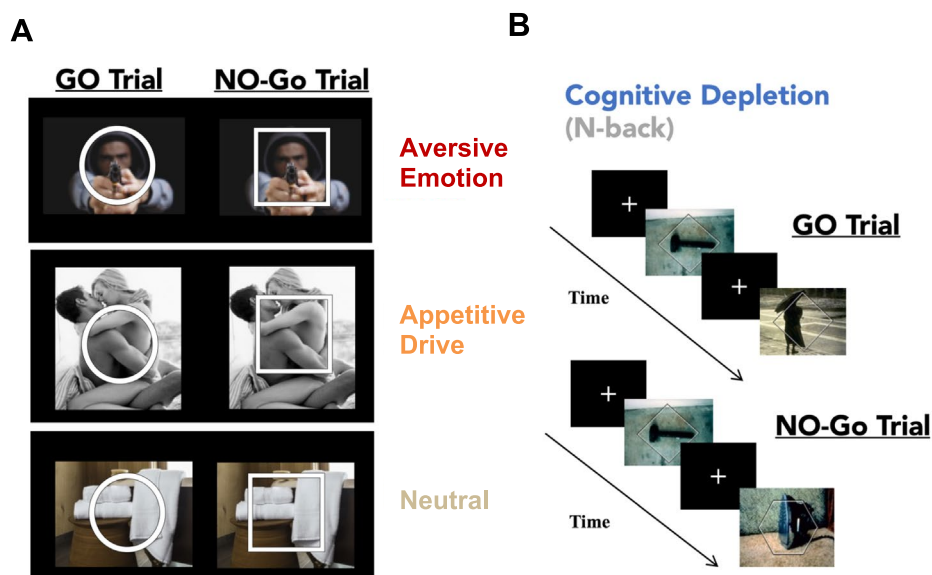 A
B
GO Trial
NO-Go Trial
Aversive
Emotion
Appetitive
Drive
Neutral
Cognitive Depletion
(N-back)
GO Trial
Time
NO-Go Trial
Time